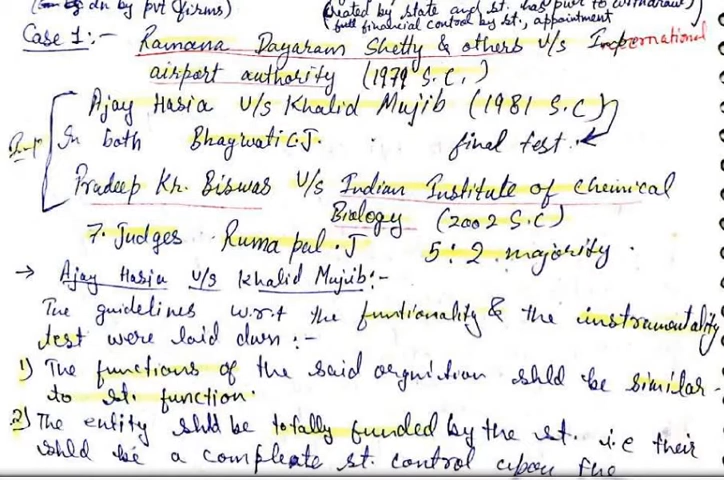 dn by pvt firms)
(created by state and st. has pwr to withdraw)
full financial control by st., appointment
Case 1:- Ramana Dayaram Shetty & others v/s International
airport authority (1979 S.C.)
Ajay Hasia v/s Khalid Mujib (1981 S.C)
In both Bhagwati C.J. final test.
Pradeep Kr. Biswas v/s Indian Institute of Chemical
Biology (2002 S.C)
7 Judges Ruma pal. J 5:2 majority.
→ Ajay Hasia v/s Khalid Mujib:-
The guidelines w.r.t the funtionality & the instrumentality
test were laid down :-
1) The functions of the said orgnition shld be similar
to st. function.
2) The entity shld be totally funded by the st. i.e their
shld be a compleate st. control upon the